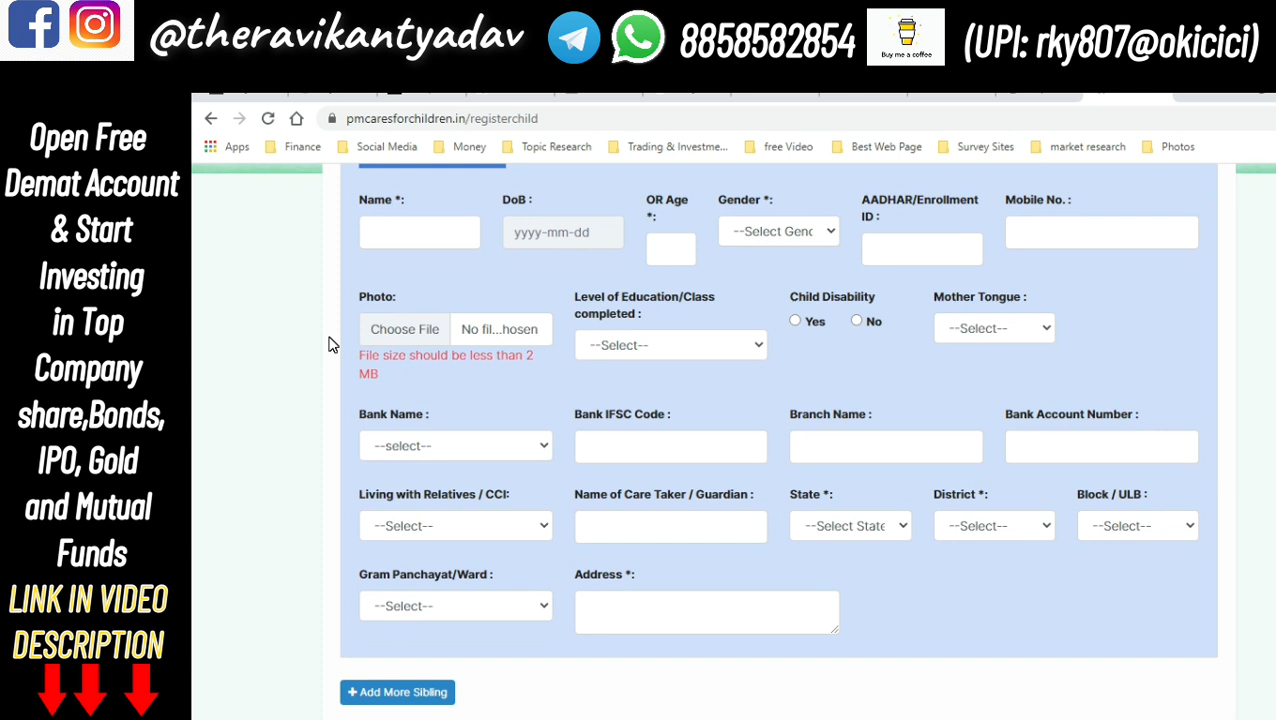 @theravikantyadav
8858582854
Buy me a coffee
(UPI: rky807@okicici)
Open Free
Demat Account
& Start
Investing
in Top
Company
share,Bonds,
IPO, Gold
and Mutual
Funds
LINK IN VIDEO
DESCRIPTION
pmcaresforchildren.in/registerchild
Apps Finance Social Media Money Topic Research Trading & Investme... free Video Best Web Page Survey Sites market research Photos
Name *: DoB : OR Age *: Gender *: AADHAR/Enrollment ID : Mobile No. :
yyyy-mm-dd --Select Genc
Photo: Level of Education/Class completed : Child Disability Mother Tongue :
Choose File No fil...hosen --Select-- Yes No --Select--
File size should be less than 2
MB
Bank Name : Bank IFSC Code : Branch Name : Bank Account Number :
--select--
Living with Relatives / CCI: Name of Care Taker / Guardian : State *: District *: Block / ULB :
--Select-- --Select State --Select-- --Select--
Gram Panchayat/Ward : Address *:
--Select--
+ Add More Sibling